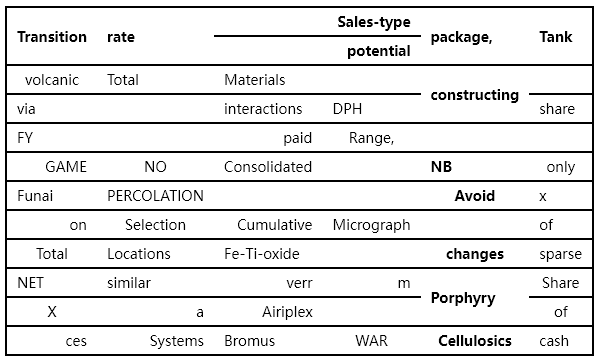 Transition rate Sales-type package, Tank
potential
volcanic Total Materials constructing
via interactions DPH share
FY paid Range,
GAME NO Consolidated NB only
Funai PERCOLATION Avoid x
on Selection Cumulative Micrograph of
Total Locations Fe-Ti-oxide changes sparse
NET similar verr m Porphyry Share
X a Airiplex of
ces Systems Bromus WAR Cellulosics cash